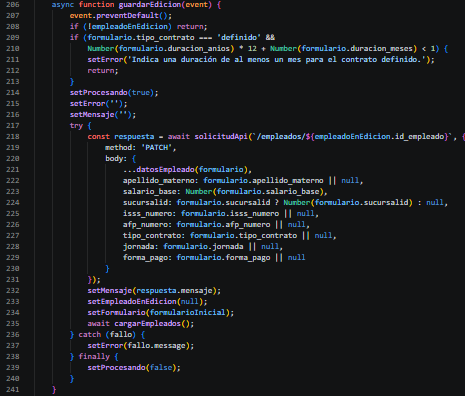 206 async function guardarEdicion(event) {
207 event.preventDefault();
208 if (!empleadoEnEdicion) return;
209 if (formulario.tipo_contrato === 'definido' &&
210 Number(formulario.duracion_anios) * 12 + Number(formulario.duracion_meses) < 1) {
211 setError('Indica una duración de al menos un mes para el contrato definido.');
212 return;
213 }
214 setProcesando(true);
215 setError('');
216 setMensaje('');
217 try {
218 const respuesta = await solicitudApi(`/empleados/${empleadoEnEdicion.id_empleado}`, {
219 method: 'PATCH',
220 body: {
221 ...datosEmpleado(formulario),
222 apellido_materno: formulario.apellido_materno || null,
223 salario_base: Number(formulario.salario_base),
224 sucursalid: formulario.sucursalid ? Number(formulario.sucursalid) : null,
225 isss_numero: formulario.isss_numero || null,
226 afp_numero: formulario.afp_numero || null,
227 tipo_contrato: formulario.tipo_contrato || null,
228 jornada: formulario.jornada || null,
229 forma_pago: formulario.forma_pago || null
230 }
231 });
232 setMensaje(respuesta.mensaje);
233 setEmpleadoEnEdicion(null);
234 setFormulario(formularioInicial);
235 await cargarEmpleados();
236 } catch (fallo) {
237 setError(fallo.message);
238 } finally {
239 setProcesando(false);
240 }
241 }